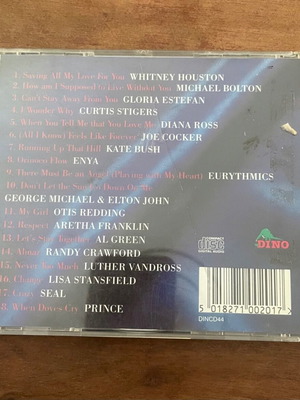 1. Saving All My Love For You WHITNEY HOUSTON
2. How am I Supposed to Live Without You MICHAEL BOLTON
3. Can't Stay Away From You GLORIA ESTEFAN
4. I Wonder Why CURTIS STIGERS
5. When You Tell Me that You Love Me DIANA ROSS
6. (All I Know) Feels Like Forever JOE COCKER
7. Running Up That Hill KATE BUSH
8. Orinoco Flow ENYA
9. There Must Be an Angel (Playing with My Heart) EURYTHMICS
10. Don't Let the Sun Go Down On Me
GEORGE MICHAEL & ELTON JOHN
11. My Girl OTIS REDDING
12. Respect ARETHA FRANKLIN
13. Let's Stay Together AL GREEN
14. Almaz RANDY CRAWFORD
15. Never Too Much LUTHER VANDROSS
16. Change LISA STANSFIELD
17. Crazy SEAL
18. When Doves Cry PRINCE
COMPACT
disc
DIGITAL AUDIO
DINO
5 018271 002017 >
DINCD44